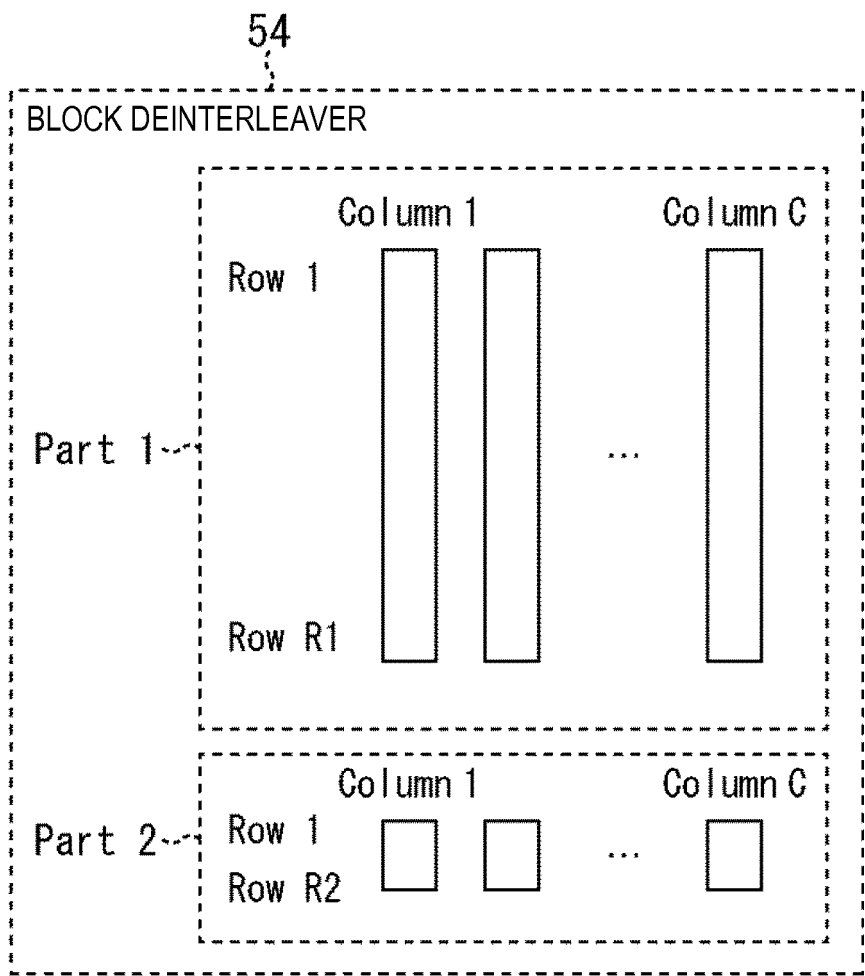 54
BLOCK DEINTERLEAVER
Column 1 Column C
Row 1
Part 1 ...
Row R1
Column 1 Column C
Part 2 Row 1
...
Row R2